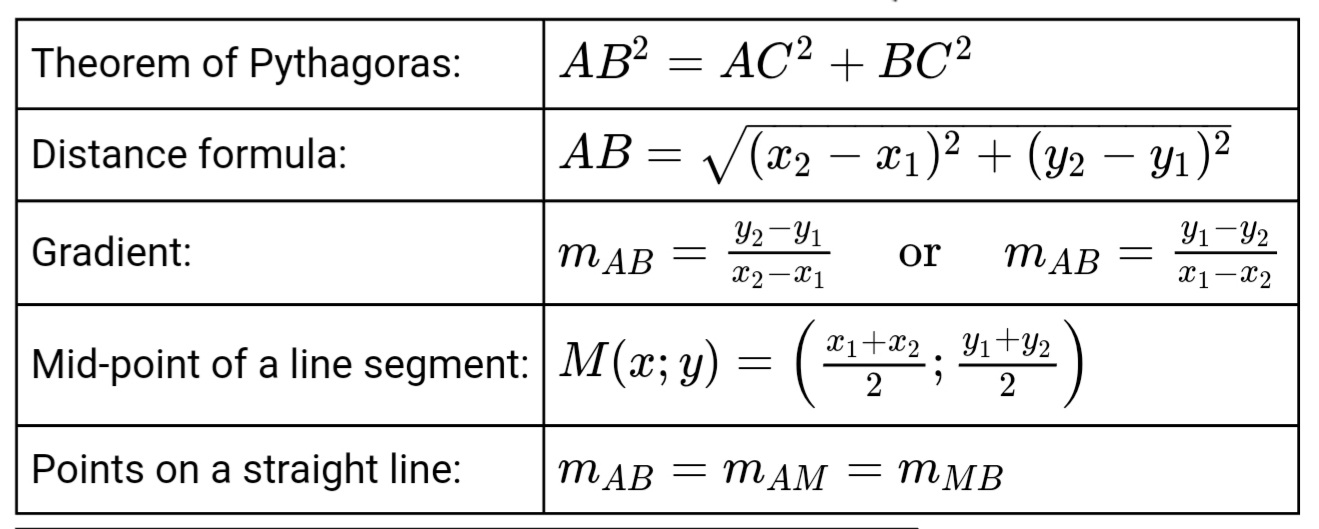 Theorem of Pythagoras: AB² = AC² + BC²
Distance formula: AB = √((x₂ − x₁)² + (y₂ − y₁)²)
Gradient: m_AB = (y₂−y₁)/(x₂−x₁) or m_AB = (y₁−y₂)/(x₁−x₂)
Mid-point of a line segment: M(x; y) = ((x₁+x₂)/2 ; (y₁+y₂)/2)
Points on a straight line: m_AB = m_AM = m_MB